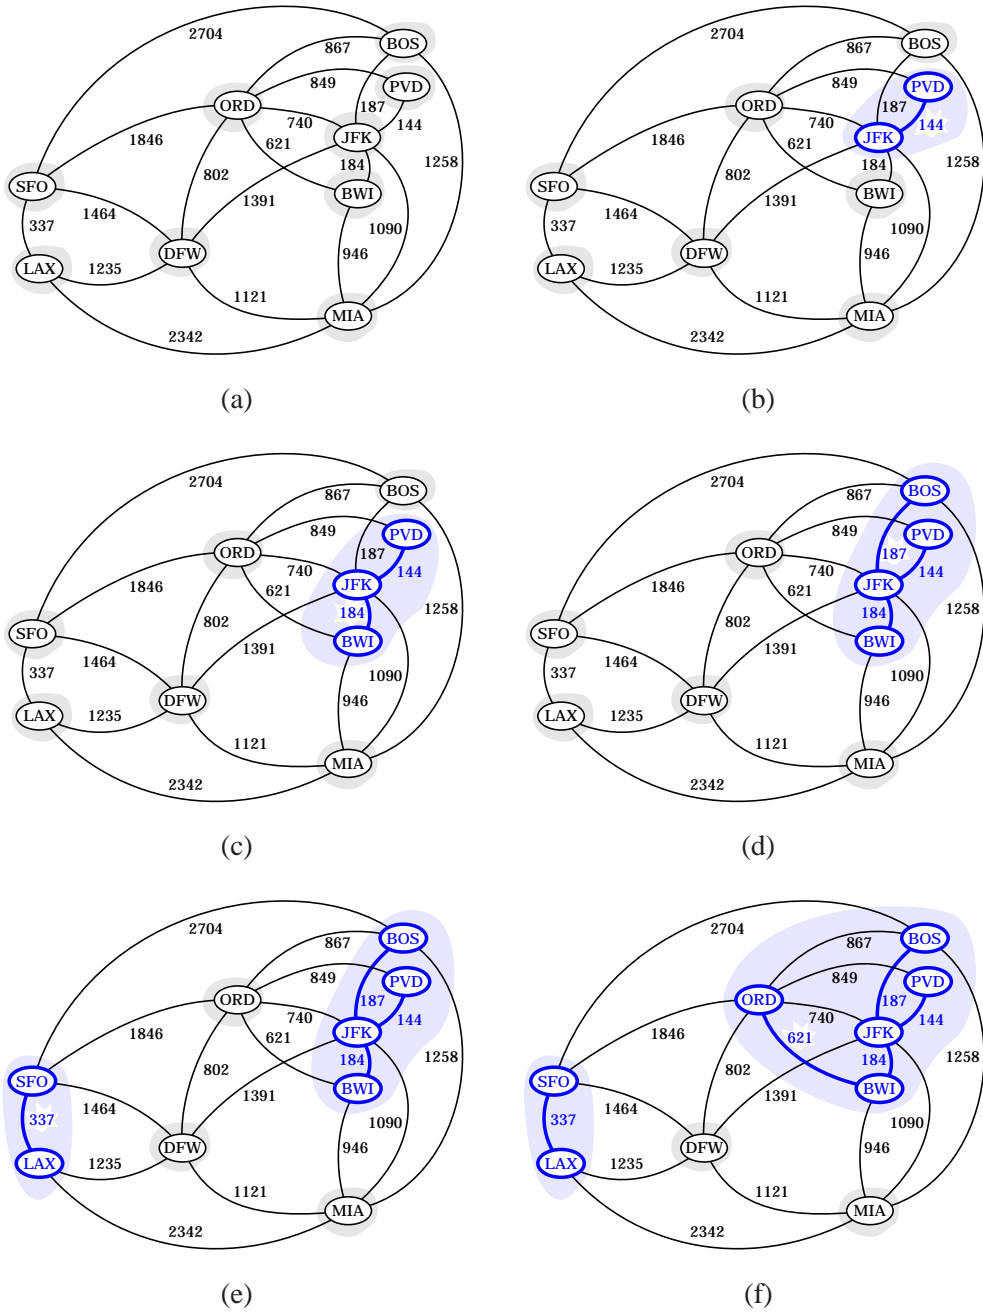 2704
BOS
867
PVD
849
ORD
187
144
740
JFK
1846
621
184
1258
802
BWI
SFO
1391
1464
337
1090
DFW
946
LAX
1235
1121
MIA
2342
(a)
2704
BOS
867
PVD
849
ORD
187
144
740
JFK
1846
621
184
1258
802
BWI
SFO
1391
1464
337
1090
DFW
946
LAX
1235
1121
MIA
2342
(b)
2704
BOS
867
PVD
849
ORD
187
144
740
JFK
1846
621
184
1258
802
BWI
SFO
1391
1464
337
1090
DFW
946
LAX
1235
1121
MIA
2342
(c)
2704
BOS
867
PVD
849
ORD
187
144
740
JFK
1846
621
184
1258
802
BWI
SFO
1391
1464
337
1090
DFW
946
LAX
1235
1121
MIA
2342
(d)
2704
BOS
867
PVD
849
ORD
187
144
740
JFK
1846
621
184
1258
802
BWI
SFO
1391
1464
337
1090
DFW
946
LAX
1235
1121
MIA
2342
(e)
2704
BOS
867
PVD
849
ORD
187
144
740
JFK
1846
621
184
1258
802
BWI
SFO
1391
1464
337
1090
DFW
946
LAX
1235
1121
MIA
2342
(f)